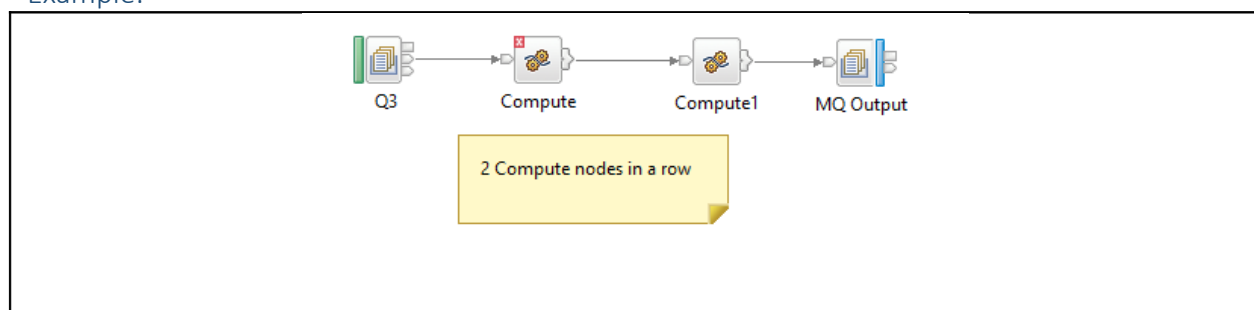 Example:
Q3
Compute
Compute1
MQ Output
2 Compute nodes in a row